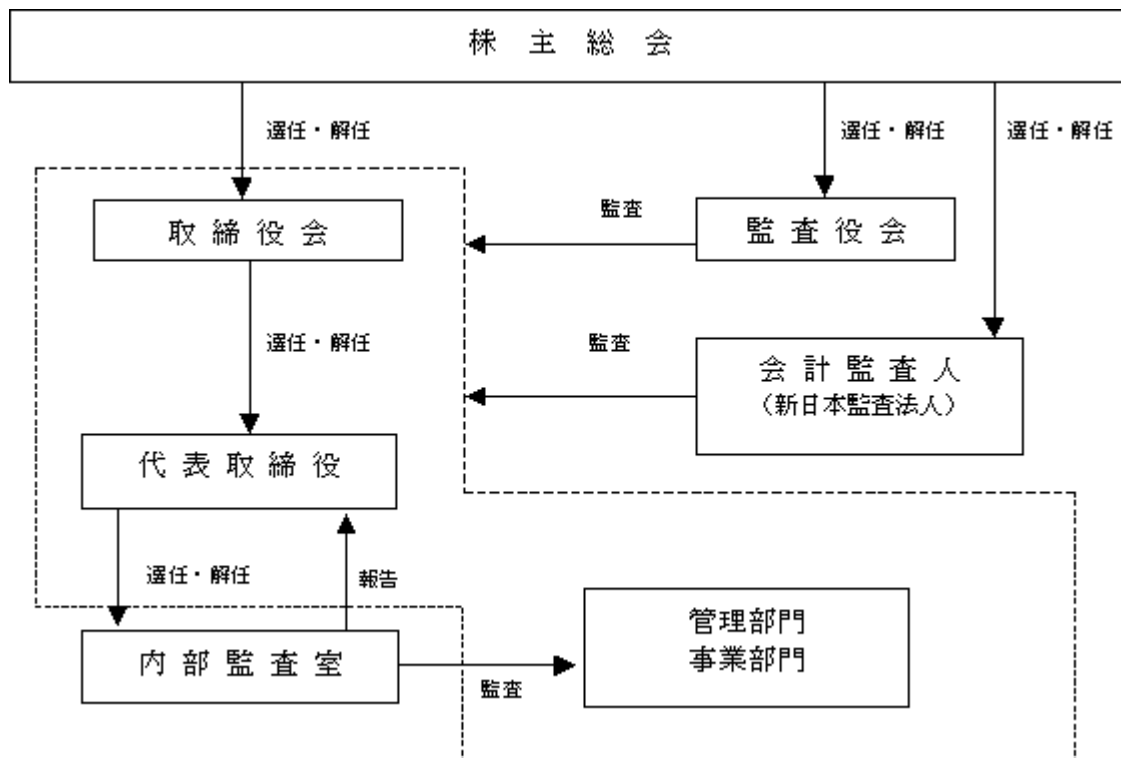 株主総会
選任・解任
選任・解任
選任・解任
取締役会
監査
監査役会
選任・解任
監査
会計監査人
（新日本監査法人）
代表取締役
選任・解任
報告
管理部門
事業部門
内部監査室
監査